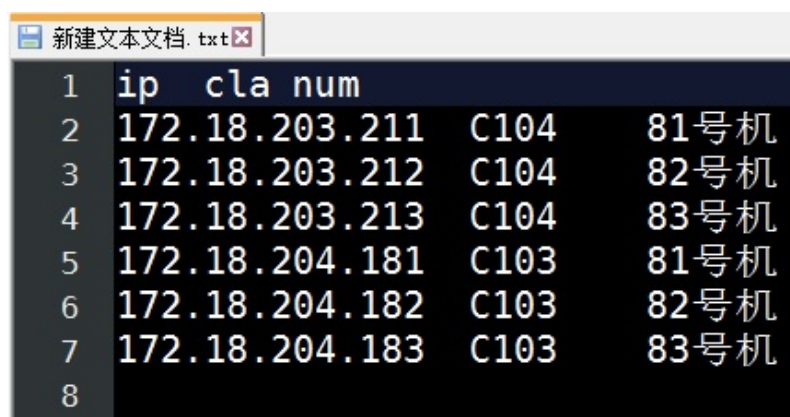 新建文本文档.txt
1 ip cla num
2 172.18.203.211 C104 81号机
3 172.18.203.212 C104 82号机
4 172.18.203.213 C104 83号机
5 172.18.204.181 C103 81号机
6 172.18.204.182 C103 82号机
7 172.18.204.183 C103 83号机
8